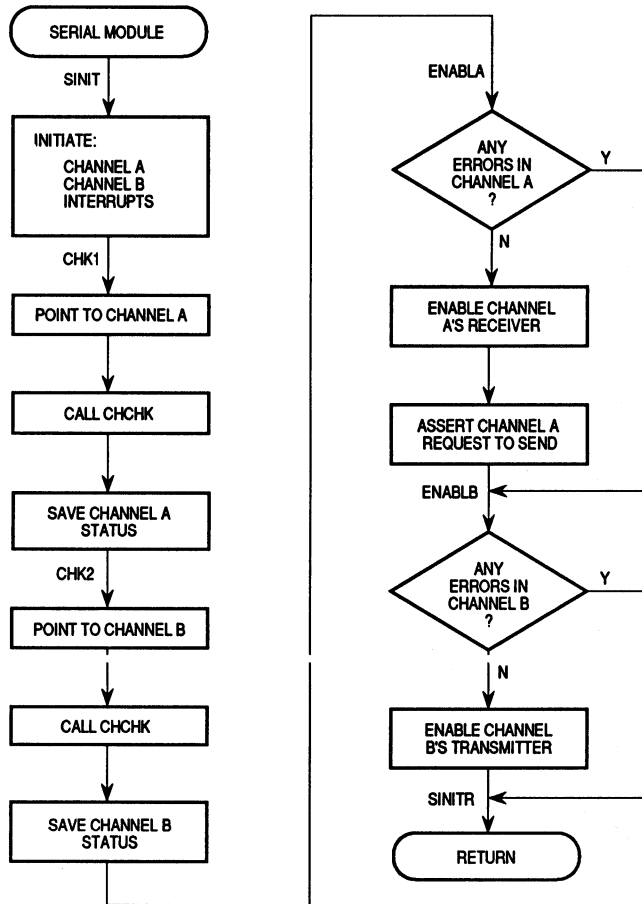 SERIAL MODULE
SINIT
INITIATE:
CHANNEL A
CHANNEL B
INTERRUPTS
CHK1
POINT TO CHANNEL A
CALL CHCHK
SAVE CHANNEL A
STATUS
CHK2
POINT TO CHANNEL B
CALL CHCHK
SAVE CHANNEL B
STATUS
ENABLA
ANY
ERRORS IN
CHANNEL A
?
Y
N
ENABLE CHANNEL
A'S RECEIVER
ASSERT CHANNEL A
REQUEST TO SEND
ENABLB
ANY
ERRORS IN
CHANNEL B
?
Y
N
ENABLE CHANNEL
B'S TRANSMITTER
SINITR
RETURN